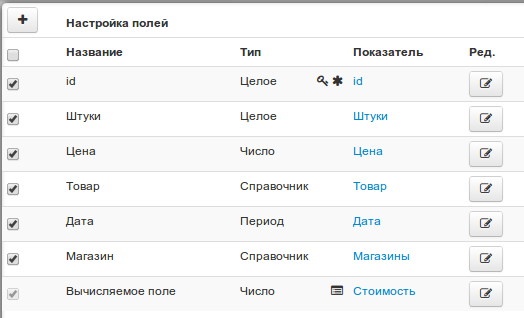 Настройка полей
Название Тип Показатель Ред.
id Целое id
Штуки Целое Штуки
Цена Число Цена
Товар Справочник Товар
Дата Период Дата
Магазин Справочник Магазины
Вычисляемое поле Число Стоимость